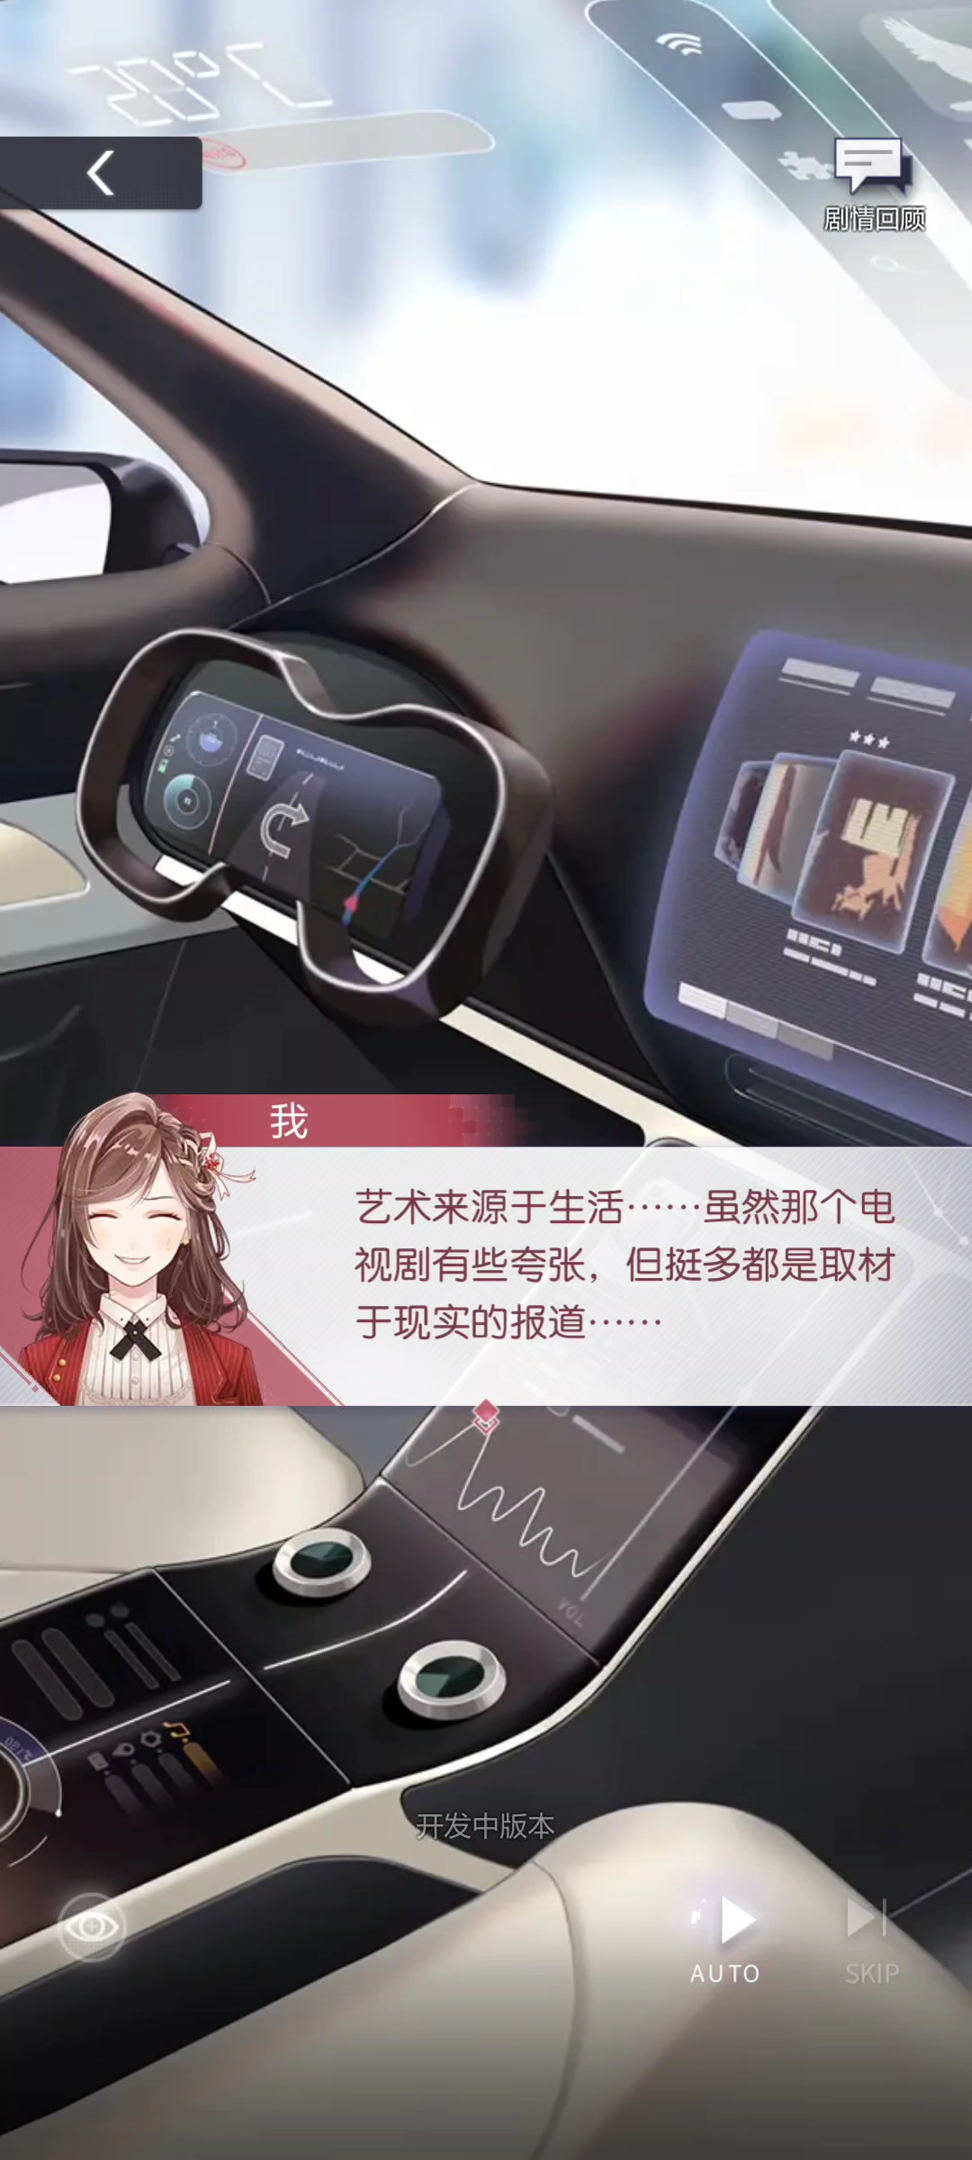 剧情回顾
我
艺术来源于生活……虽然那个电
视剧有些夸张，但挺多都是取材
于现实的报道……
VOL
开发中版本
AUTO
SKIP